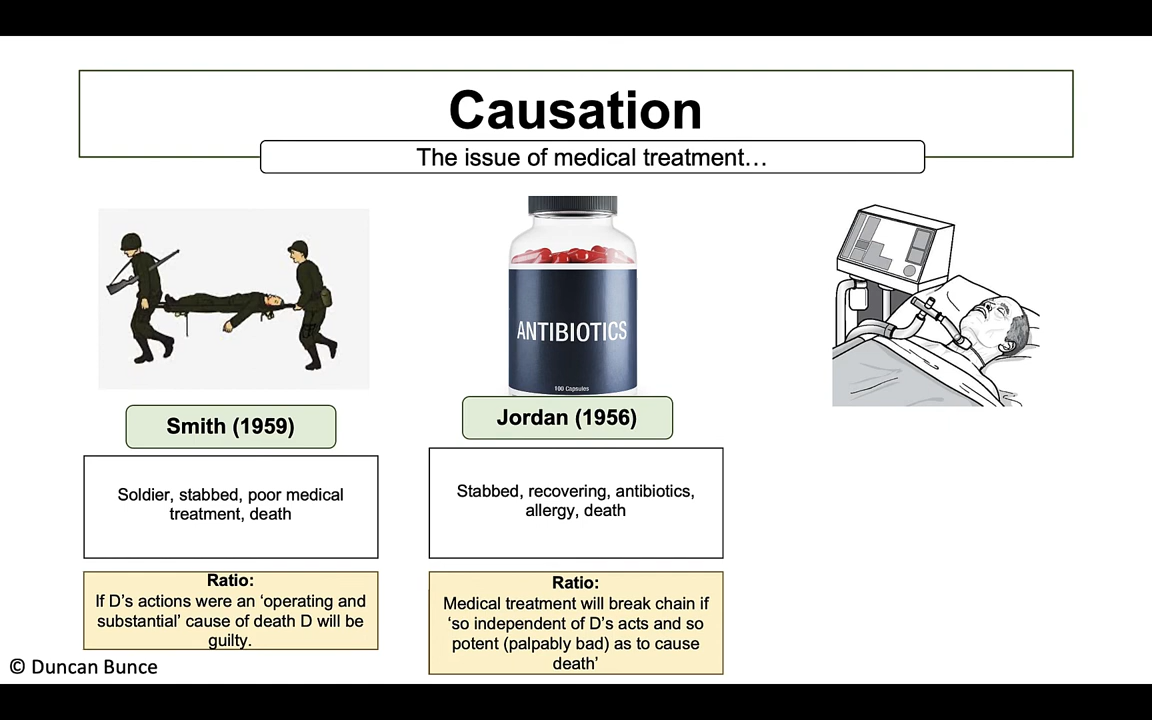 Causation
The issue of medical treatment…
ANTIBIOTICS
100 Capsules
Smith (1959)
Soldier, stabbed, poor medical
treatment, death
Ratio:
If D’s actions were an ‘operating and
substantial’ cause of death D will be
guilty.
Jordan (1956)
Stabbed, recovering, antibiotics,
allergy, death
Ratio:
Medical treatment will break chain if
‘so independent of D’s acts and so
potent (palpably bad) as to cause
death’
© Duncan Bunce